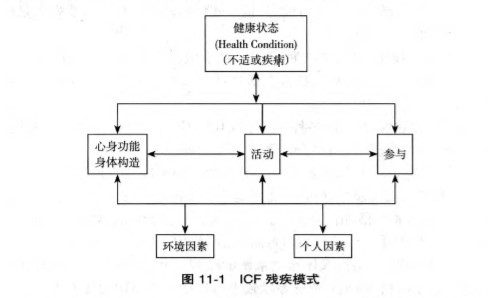 健康状态
(Health Condition)
(不适或疾病)
心身功能
身体构造
活动
参与
环境因素
个人因素
图 11-1 ICF 残疾模式